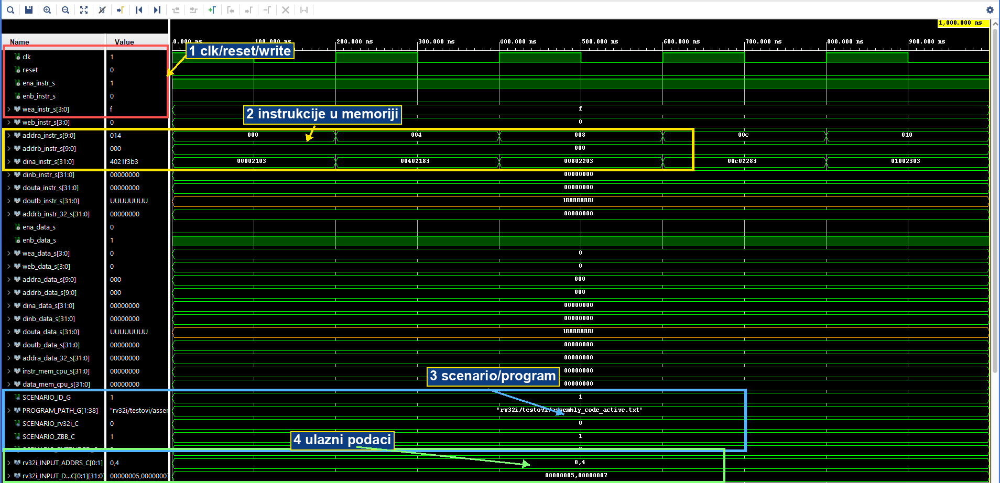 1,000.000 ns
Name Value
0.000 ns 100.000 ns 200.000 ns 300.000 ns 400.000 ns 500.000 ns 600.000 ns 700.000 ns 800.000 ns 900.000 ns
1 clk/reset/write
clk 1
reset 0
ena_instr_s 1
enb_instr_s 0
wea_instr_s[3:0] f f
2 instrukcije u memoriji
web_instr_s[3:0] 0 0
addra_instr_s[9:0] 014 000 004 008 00c 010
addrb_instr_s[9:0] 000 000
dina_instr_s[31:0] 4021f3b3 00002103 00402183 00802203 00c02283 01002303
dinb_instr_s[31:0] 00000000 00000000
douta_instr_s[31:0] 00000000 00000000
doutb_instr_s[31:0] UUUUUUUU UUUUUUUU
addrb_instr_32_s[31:0] 00000000 00000000
ena_data_s 0
enb_data_s 1
wea_data_s[3:0] 0 0
web_data_s[3:0] 0 0
addra_data_s[9:0] 000 000
addrb_data_s[9:0] 000 000
dina_data_s[31:0] 00000000 00000000
dinb_data_s[31:0] 00000000 00000000
douta_data_s[31:0] UUUUUUUU UUUUUUUU
doutb_data_s[31:0] 00000000 00000000
addra_data_32_s[31:0] 00000000 00000000
instr_mem_cpu_s[31:0] 00000000 00000000
3 scenario/program
data_mem_cpu_s[31:0] 00000000 00000000
SCENARIO_ID_G 1 1
PROGRAM_PATH_G[1:38] "rv32i/testovi/asser "rv32i/testovi/assembly_code_active.txt"
SCENARIO_rv32i_C 0 0
SCENARIO_ZBB_C 1 1
4 ulazni podaci
rv32i_INPUT_ADDRS_C[0:1] 0,4 0,4
rv32i_INPUT_D...C[0:1][31:0] 00000005,00000007 00000005,00000007